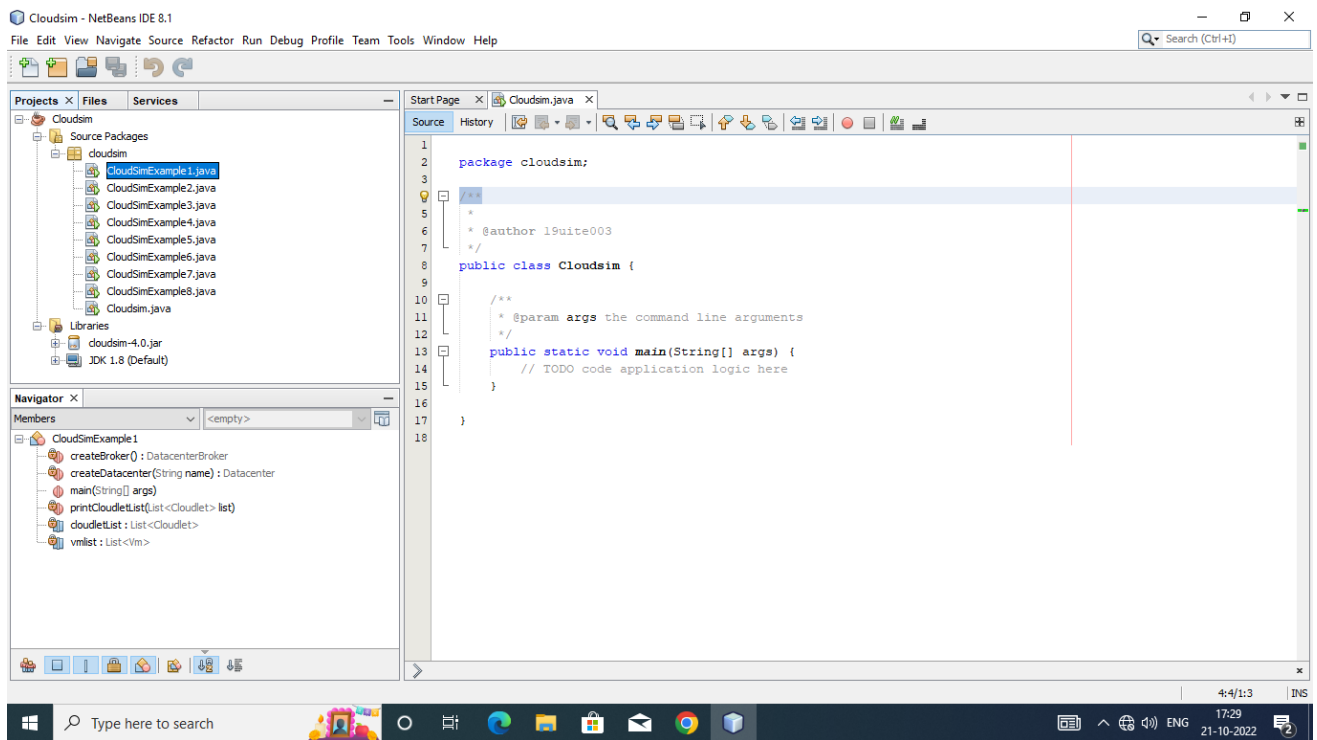 Cloudsim - NetBeans IDE 8.1
File Edit View Navigate Source Refactor Run Debug Profile Team Tools Window Help
Search (Ctrl+I)
Projects Files Services
Cloudsim
Source Packages
cloudsim
CloudSimExample1.java
CloudSimExample2.java
CloudSimExample3.java
CloudSimExample4.java
CloudSimExample5.java
CloudSimExample6.java
CloudSimExample7.java
CloudSimExample8.java
Cloudsim.java
Libraries
cloudsim-4.0.jar
JDK 1.8 (Default)
Navigator
Members <empty>
CloudSimExample1
createBroker() : DatacenterBroker
createDatacenter(String name) : Datacenter
main(String[] args)
printCloudletList(List<Cloudlet> list)
cloudletList : List<Cloudlet>
vmlist : List<Vm>
Start Page Cloudsim.java
Source History
1
2 package cloudsim;
3
/**
5 *
6 * @author 19uite003
7 */
8 public class Cloudsim {
9
10 /**
11 * @param args the command line arguments
12 */
13 public static void main(String[] args) {
14 // TODO code application logic here
15 }
16
17 }
18
4:4/1:3 INS
Type here to search
ENG
17:29
21-10-2022
2